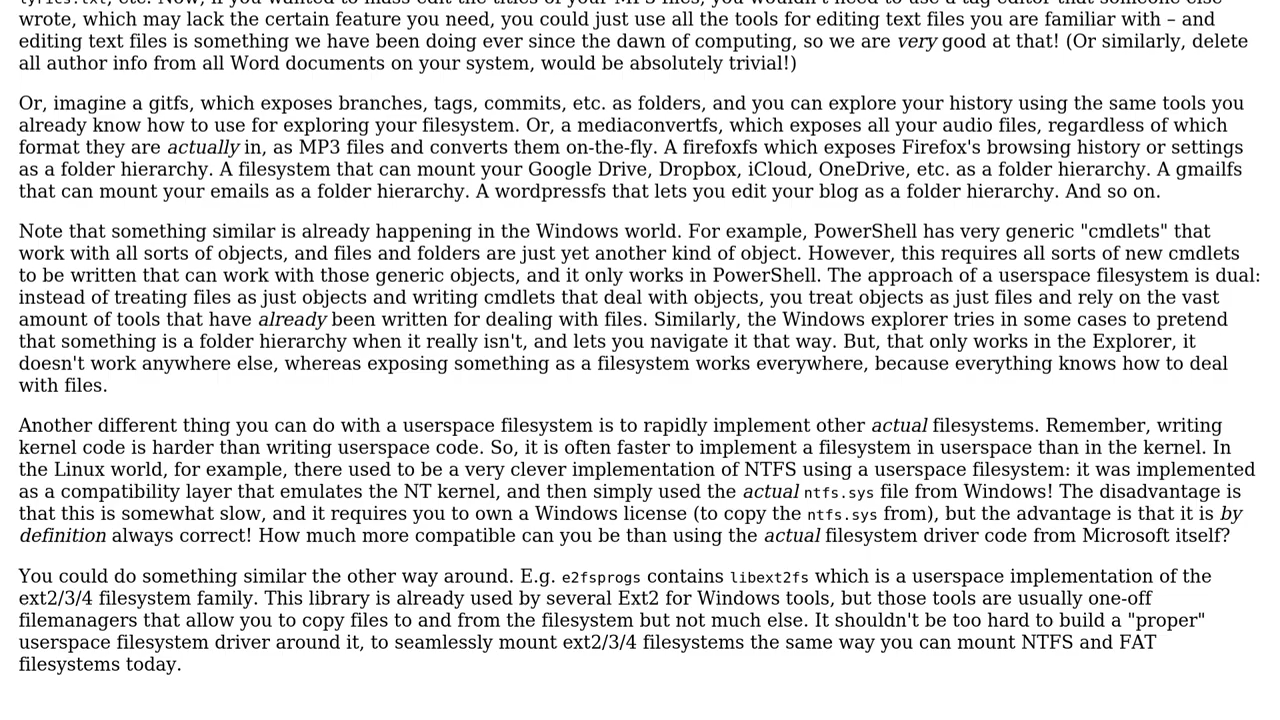 wrote, which may lack the certain feature you need, you could just use all the tools for editing text files you are familiar with – and
editing text files is something we have been doing ever since the dawn of computing, so we are very good at that! (Or similarly, delete
all author info from all Word documents on your system, would be absolutely trivial!)
Or, imagine a gitfs, which exposes branches, tags, commits, etc. as folders, and you can explore your history using the same tools you
already know how to use for exploring your filesystem. Or, a mediaconvertfs, which exposes all your audio files, regardless of which
format they are actually in, as MP3 files and converts them on-the-fly. A firefoxfs which exposes Firefox's browsing history or settings
as a folder hierarchy. A filesystem that can mount your Google Drive, Dropbox, iCloud, OneDrive, etc. as a folder hierarchy. A gmailfs
that can mount your emails as a folder hierarchy. A wordpressfs that lets you edit your blog as a folder hierarchy. And so on.
Note that something similar is already happening in the Windows world. For example, PowerShell has very generic "cmdlets" that
work with all sorts of objects, and files and folders are just yet another kind of object. However, this requires all sorts of new cmdlets
to be written that can work with those generic objects, and it only works in PowerShell. The approach of a userspace filesystem is dual:
instead of treating files as just objects and writing cmdlets that deal with objects, you treat objects as just files and rely on the vast
amount of tools that have already been written for dealing with files. Similarly, the Windows explorer tries in some cases to pretend
that something is a folder hierarchy when it really isn't, and lets you navigate it that way. But, that only works in the Explorer, it
doesn't work anywhere else, whereas exposing something as a filesystem works everywhere, because everything knows how to deal
with files.
Another different thing you can do with a userspace filesystem is to rapidly implement other actual filesystems. Remember, writing
kernel code is harder than writing userspace code. So, it is often faster to implement a filesystem in userspace than in the kernel. In
the Linux world, for example, there used to be a very clever implementation of NTFS using a userspace filesystem: it was implemented
as a compatibility layer that emulates the NT kernel, and then simply used the actual ntfs.sys file from Windows! The disadvantage is
that this is somewhat slow, and it requires you to own a Windows license (to copy the ntfs.sys from), but the advantage is that it is by
definition always correct! How much more compatible can you be than using the actual filesystem driver code from Microsoft itself?
You could do something similar the other way around. E.g. e2fsprogs contains libext2fs which is a userspace implementation of the
ext2/3/4 filesystem family. This library is already used by several Ext2 for Windows tools, but those tools are usually one-off
filemanagers that allow you to copy files to and from the filesystem but not much else. It shouldn't be too hard to build a "proper"
userspace filesystem driver around it, to seamlessly mount ext2/3/4 filesystems the same way you can mount NTFS and FAT
filesystems today.